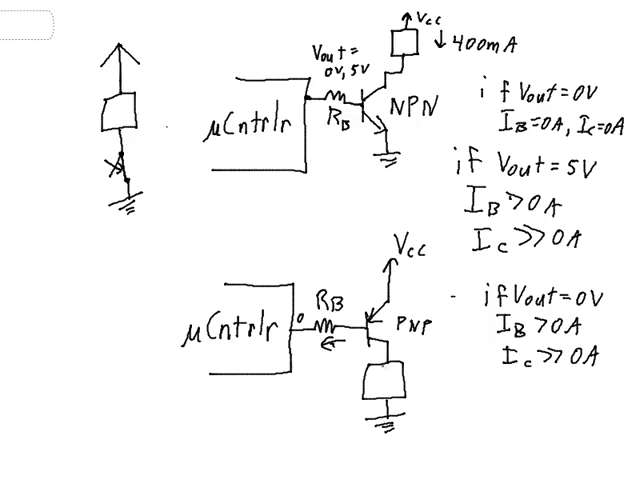 Vcc
400mA
Vout=
0V, 5V
µCntrlr
RB
NPN
if Vout=0V
IB=0A, Ic=0A
if Vout=5V
IB>0A
Ic>>0A
Vcc
µCntrlr
0
RB
PNP
if Vout=0V
IB>0A
Ic>>0A